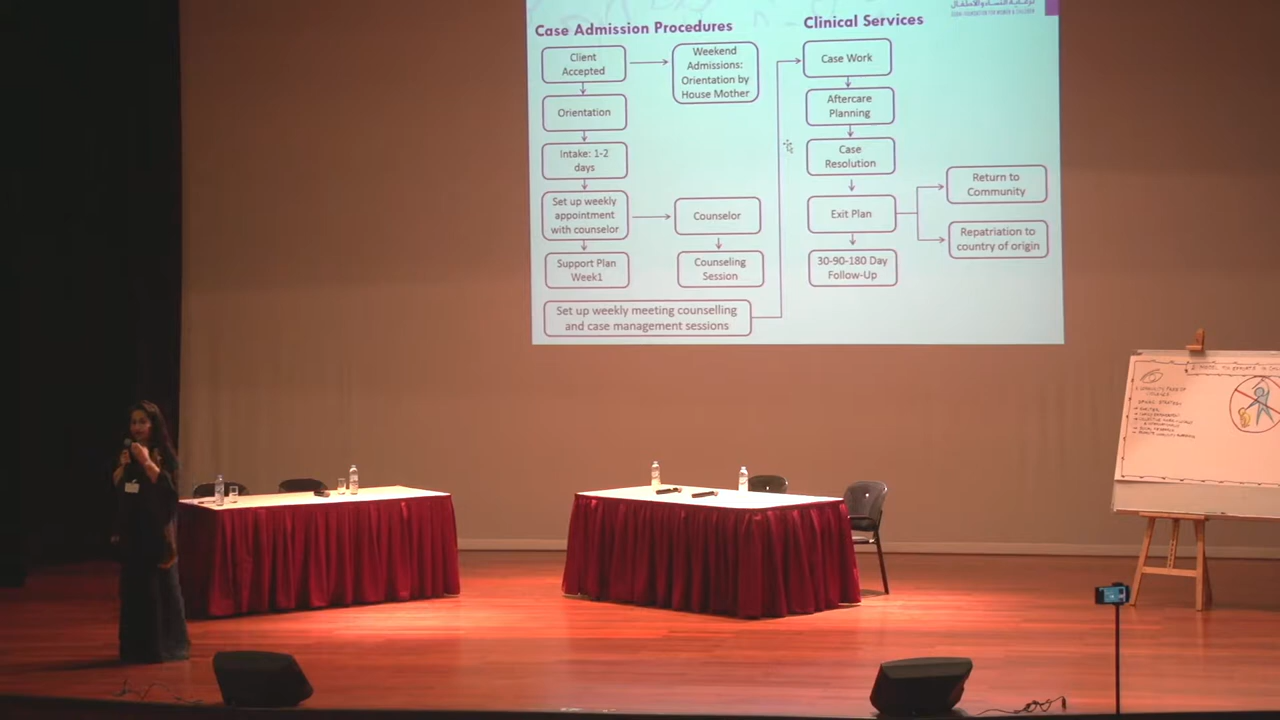 لرعاية النساء والأطفال
Case Admission Procedures
Client
Accepted
Weekend
Admissions:
Orientation by
House Mother
Orientation
Intake: 1-2
days
Set up weekly
appointment
with counselor
Counselor
Support Plan
Week1
Counseling
Session
Set up weekly meeting counselling
and case management sessions
Clinical Services
Case Work
Aftercare
Planning
Case
Resolution
Exit Plan
Return to
Community
Repatriation to
country of origin
30-90-180 Day
Follow-Up